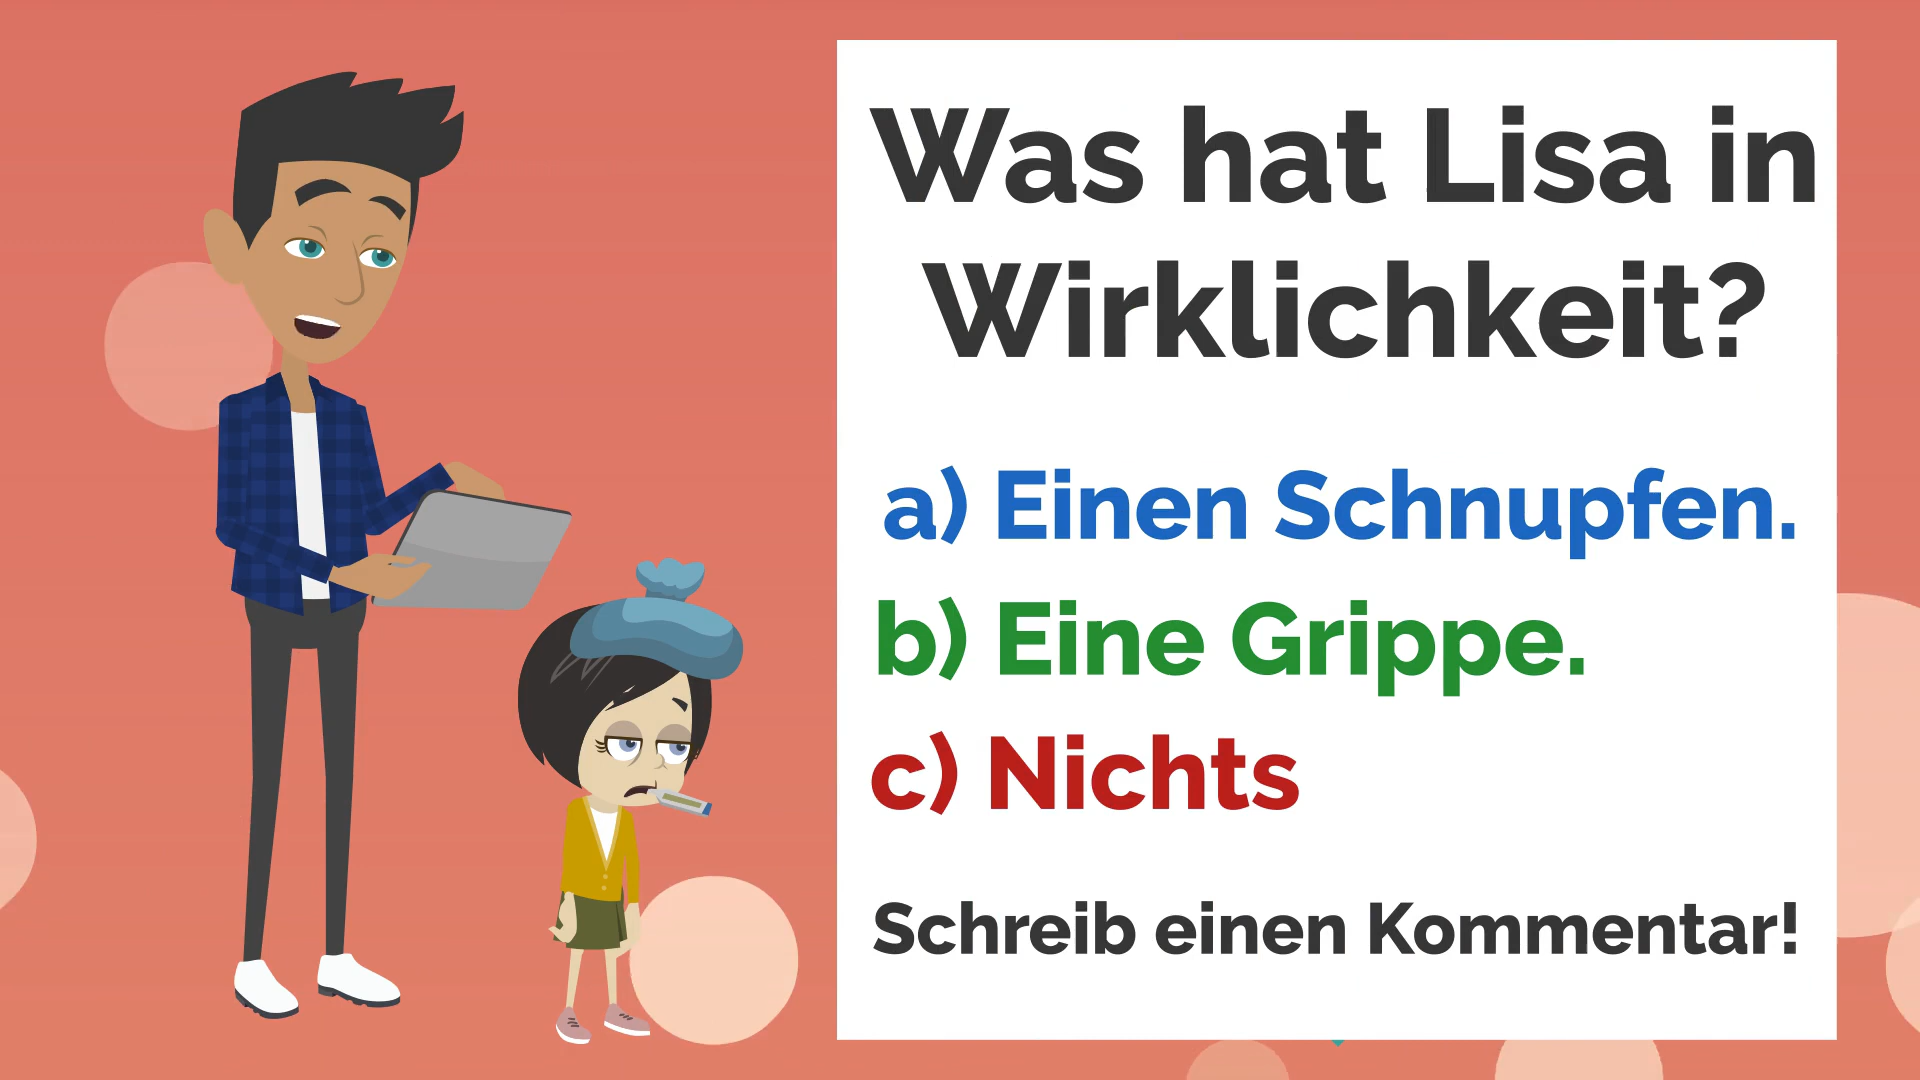 Was hat Lisa in
Wirklichkeit?
a) Einen Schnupfen.
b) Eine Grippe.
c) Nichts
Schreib einen Kommentar!